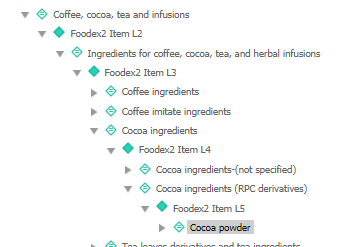 Coffee, cocoa, tea and infusions
Foodex2 Item L2
Ingredients for coffee, cocoa, tea, and herbal infusions
Foodex2 Item L3
Coffee ingredients
Coffee imitate ingredients
Cocoa ingredients
Foodex2 Item L4
Cocoa ingredients-(not specified)
Cocoa ingredients (RPC derivatives)
Foodex2 Item L5
Cocoa powder
Tea leaves derivatives and tea ingredients